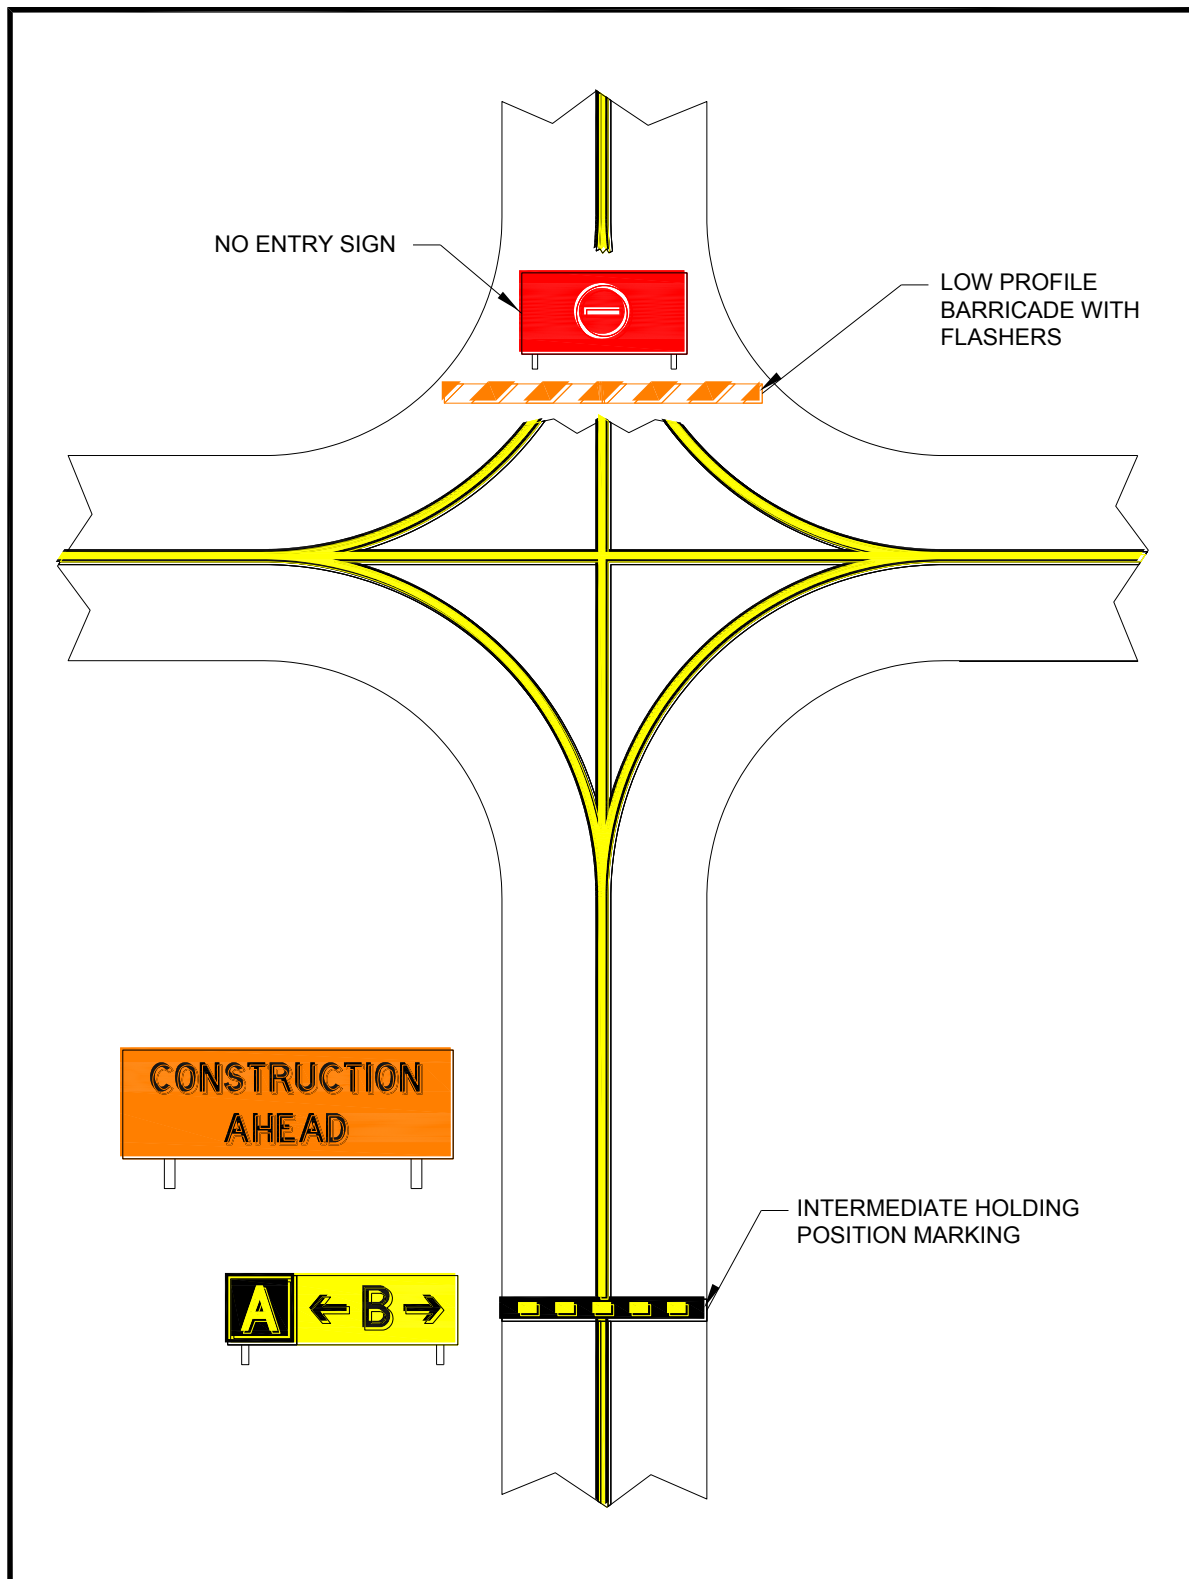 NO ENTRY SIGN
LOW PROFILE
BARRICADE WITH
FLASHERS
CONSTRUCTION
AHEAD
INTERMEDIATE HOLDING
POSITION MARKING
A ← B →